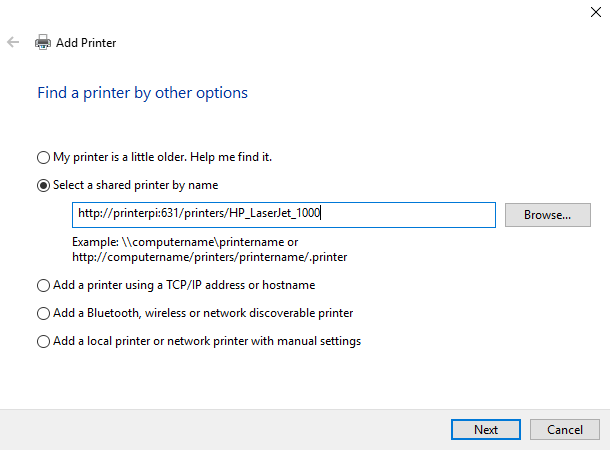 Add Printer
Find a printer by other options
My printer is a little older. Help me find it.
Select a shared printer by name
http://printerpi:631/printers/HP_LaserJet_1000
Browse...
Example: \\computername\printername or
http://computername/printers/printername/.printer
Add a printer using a TCP/IP address or hostname
Add a Bluetooth, wireless or network discoverable printer
Add a local printer or network printer with manual settings
Next
Cancel